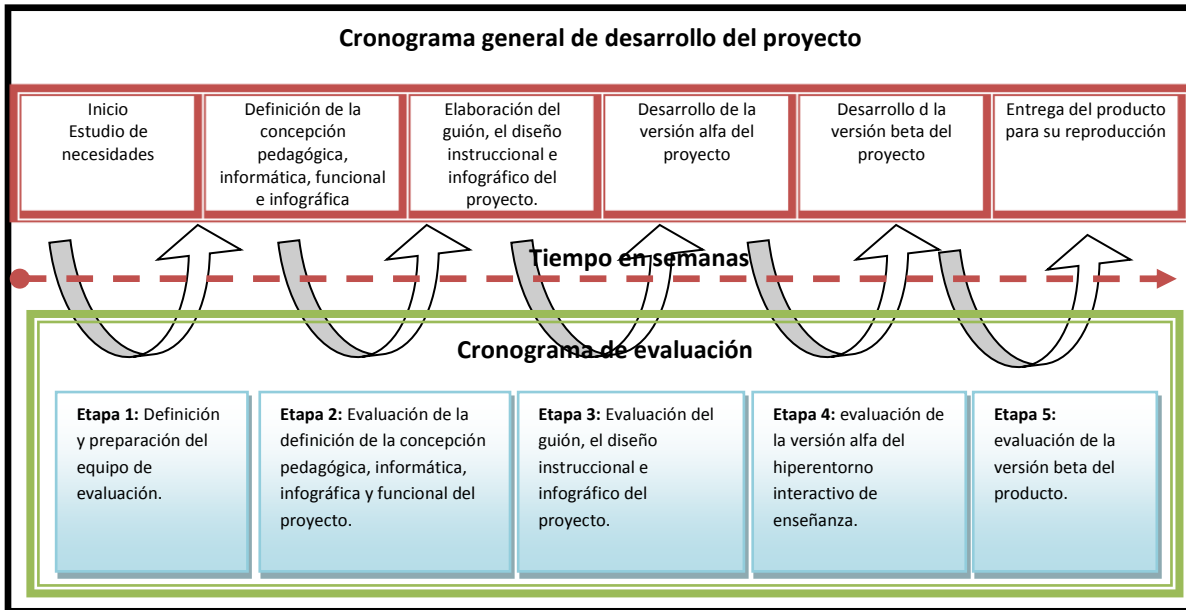 Cronograma general de desarrollo del proyecto
Inicio
Estudio de
necesidades
Definición de la
concepción
pedagógica,
informática, funcional
e infográfica
Elaboración del
guión, el diseño
instruccional e
infográfico del
proyecto.
Desarrollo de la
versión alfa del
proyecto
Desarrollo d la
versión beta del
proyecto
Entrega del producto
para su reproducción
Tiempo en semanas
Cronograma de evaluación
Etapa 1: Definición
y preparación del
equipo de
evaluación.
Etapa 2: Evaluación de la
definición de la concepción
pedagógica, informática,
infográfica y funcional del
proyecto.
Etapa 3: Evaluación del
guión, el diseño
instruccional e
infográfico del
proyecto.
Etapa 4: evaluación de
la versión alfa del
hiperentorno
interactivo de
enseñanza.
Etapa 5:
evaluación de la
versión beta del
producto.